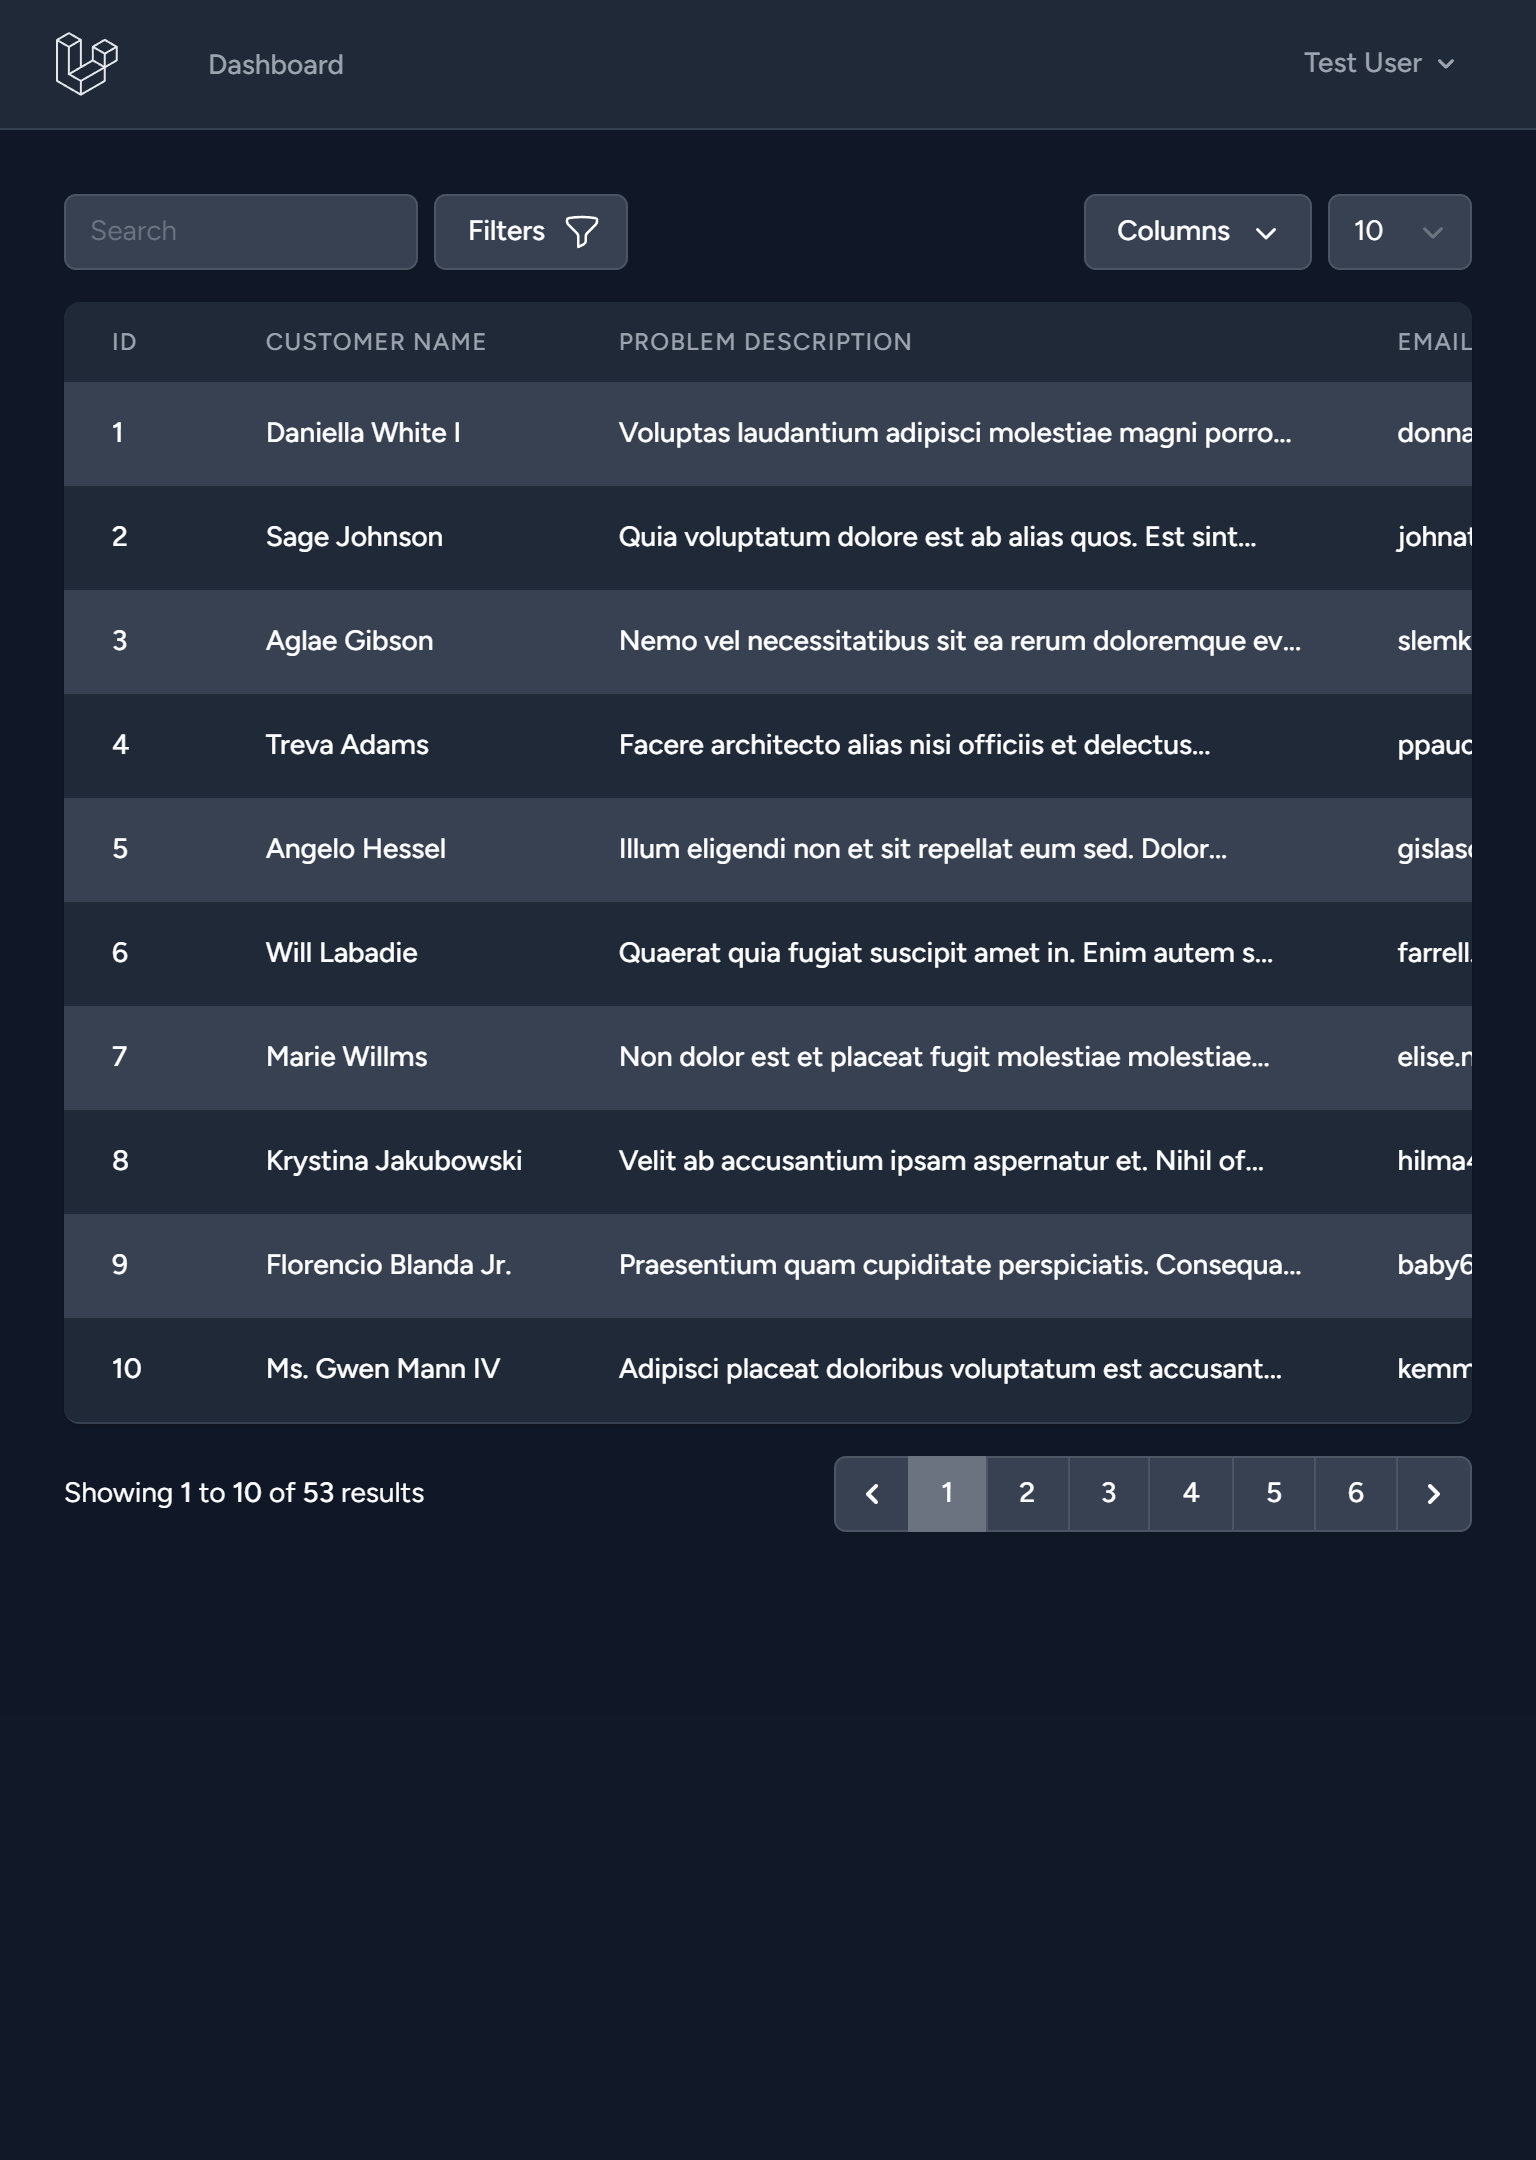 Dashboard Test User
Search Filters Columns 10
ID CUSTOMER NAME PROBLEM DESCRIPTION EMAIL
1 Daniella White I Voluptas laudantium adipisci molestiae magni porro... donna
2 Sage Johnson Quia voluptatum dolore est ab alias quos. Est sint... johnat
3 Aglae Gibson Nemo vel necessitatibus sit ea rerum doloremque ev... slemk
4 Treva Adams Facere architecto alias nisi officiis et delectus... ppauc
5 Angelo Hessel Illum eligendi non et sit repellat eum sed. Dolor... gislas
6 Will Labadie Quaerat quia fugiat suscipit amet in. Enim autem s... farrell.
7 Marie Willms Non dolor est et placeat fugit molestiae molestiae... elise.
8 Krystina Jakubowski Velit ab accusantium ipsam aspernatur et. Nihil of... hilma4
9 Florencio Blanda Jr. Praesentium quam cupiditate perspiciatis. Consequa... baby6
10 Ms. Gwen Mann IV Adipisci placeat doloribus voluptatum est accusant... kemm
Showing 1 to 10 of 53 results 1 2 3 4 5 6